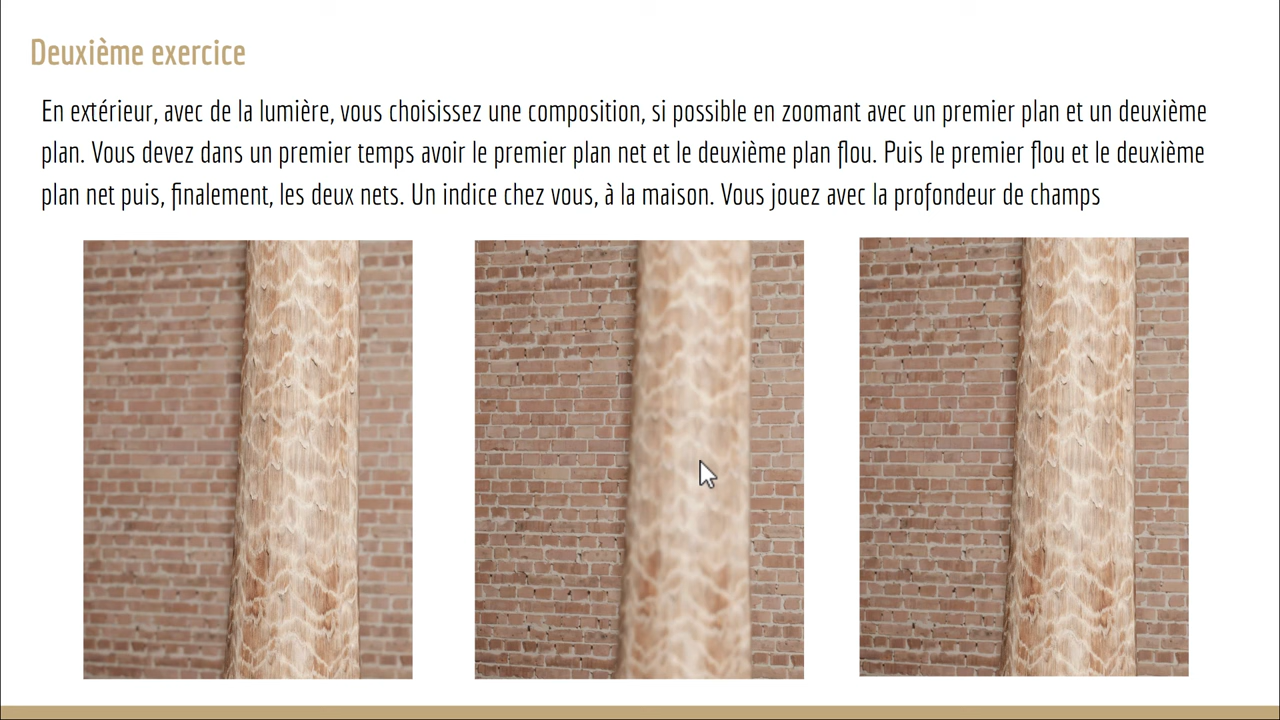 Deuxième exercice
En extérieur, avec de la lumière, vous choisissez une composition, si possible en zoomant avec un premier plan et un deuxième
plan. Vous devez dans un premier temps avoir le premier plan net et le deuxième plan flou. Puis le premier flou et le deuxième
plan net puis, finalement, les deux nets. Un indice chez vous, à la maison. Vous jouez avec la profondeur de champs